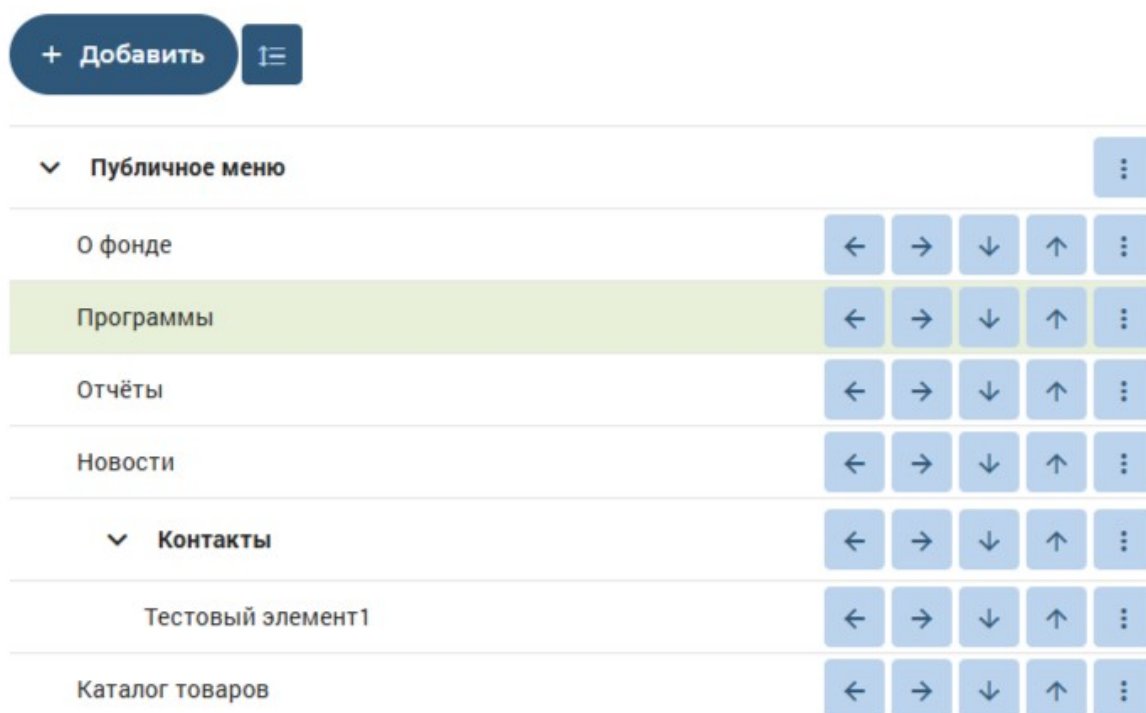 + Добавить
Публичное меню
О фонде
Программы
Отчёты
Новости
Контакты
Тестовый элемент1
Каталог товаров